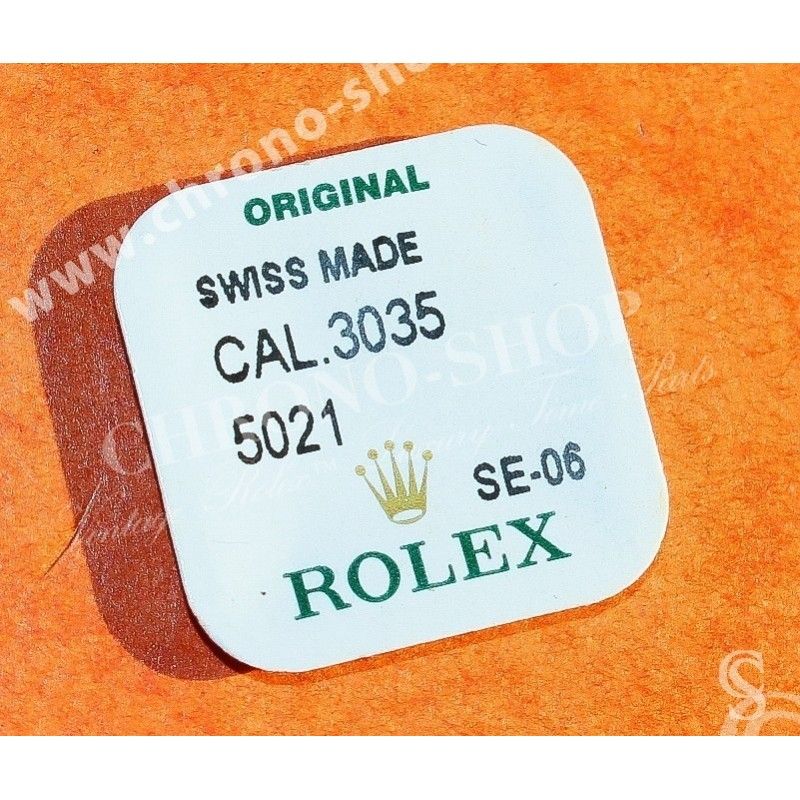 www.chrono-shop
ORIGINAL
SWISS MADE
CAL.3035
CHRONO-SHOP
5021
SE-06
ROLEX